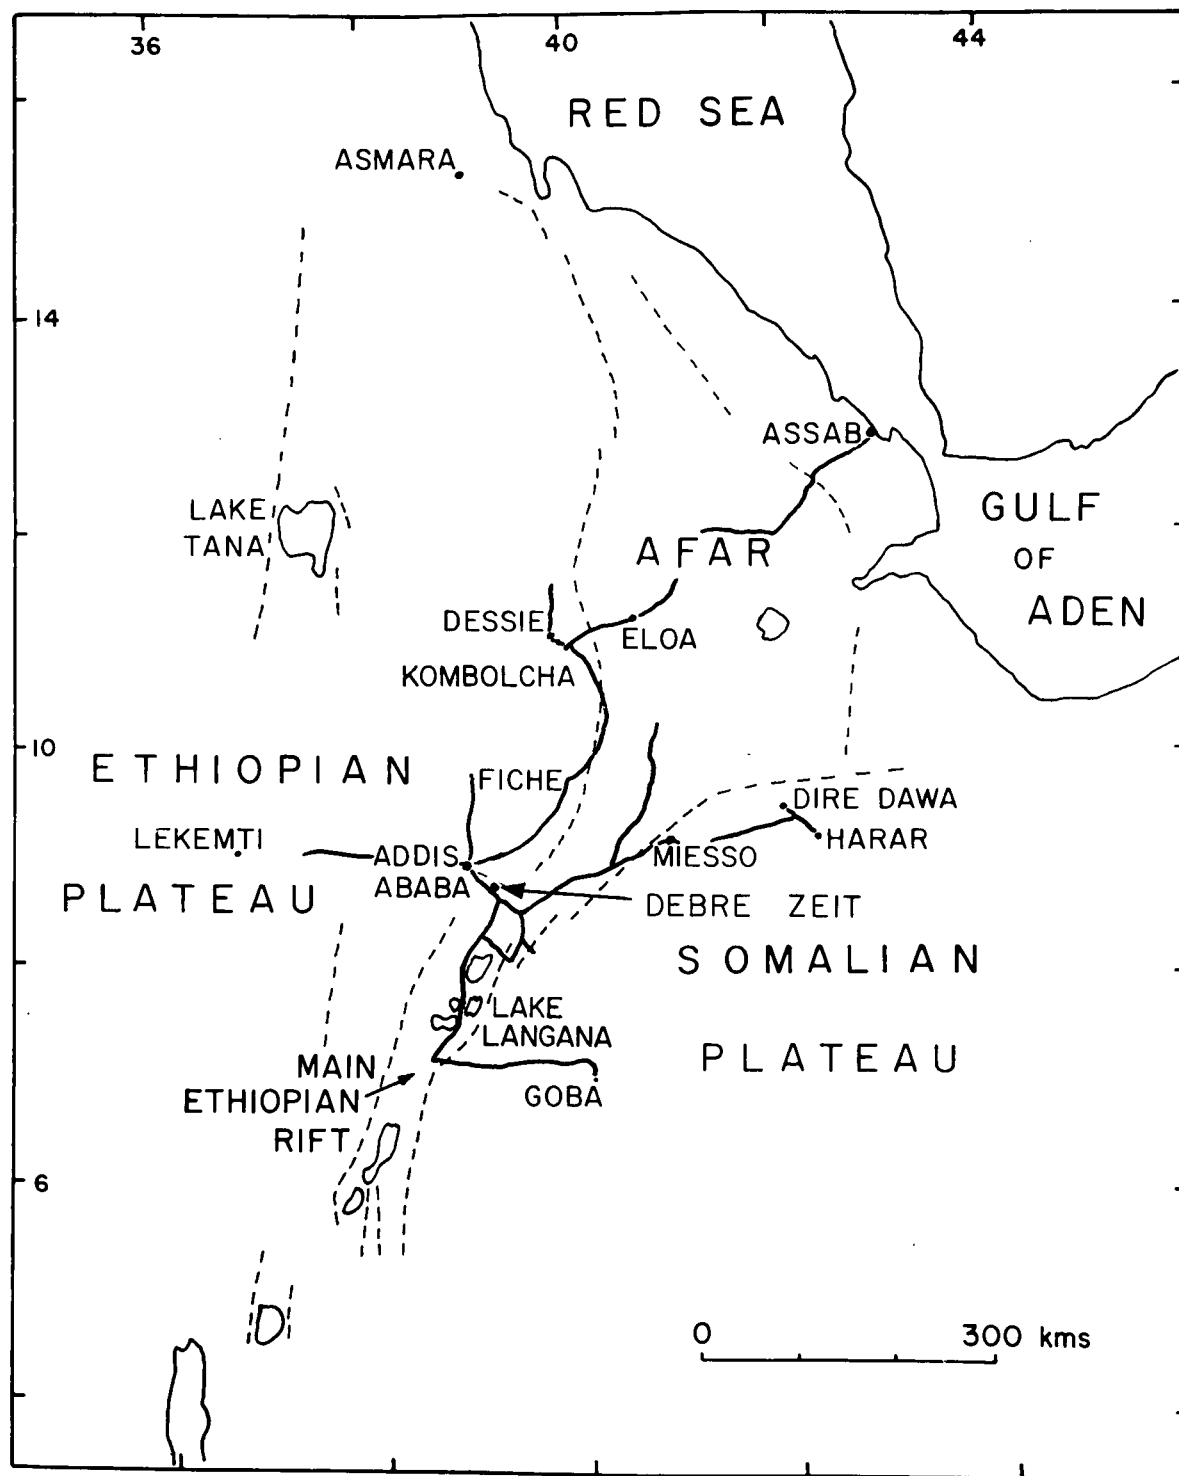 36
40
44
RED SEA
ASMARA
14
ASSAB
LAKE
TANA
GULF
OF
ADEN
AFAR
DESSIE
ELOA
KOMBOLCHA
10
ETHIOPIAN
PLATEAU
FICHE
DIRE DAWA
HARAR
LEKEMTI
ADDIS
ABABA
MIESSO
DEBRE ZEIT
SOMALIAN
PLATEAU
LAKE
LANGANA
MAIN
ETHIOPIAN
RIFT
GOBA
6
0 300 kms